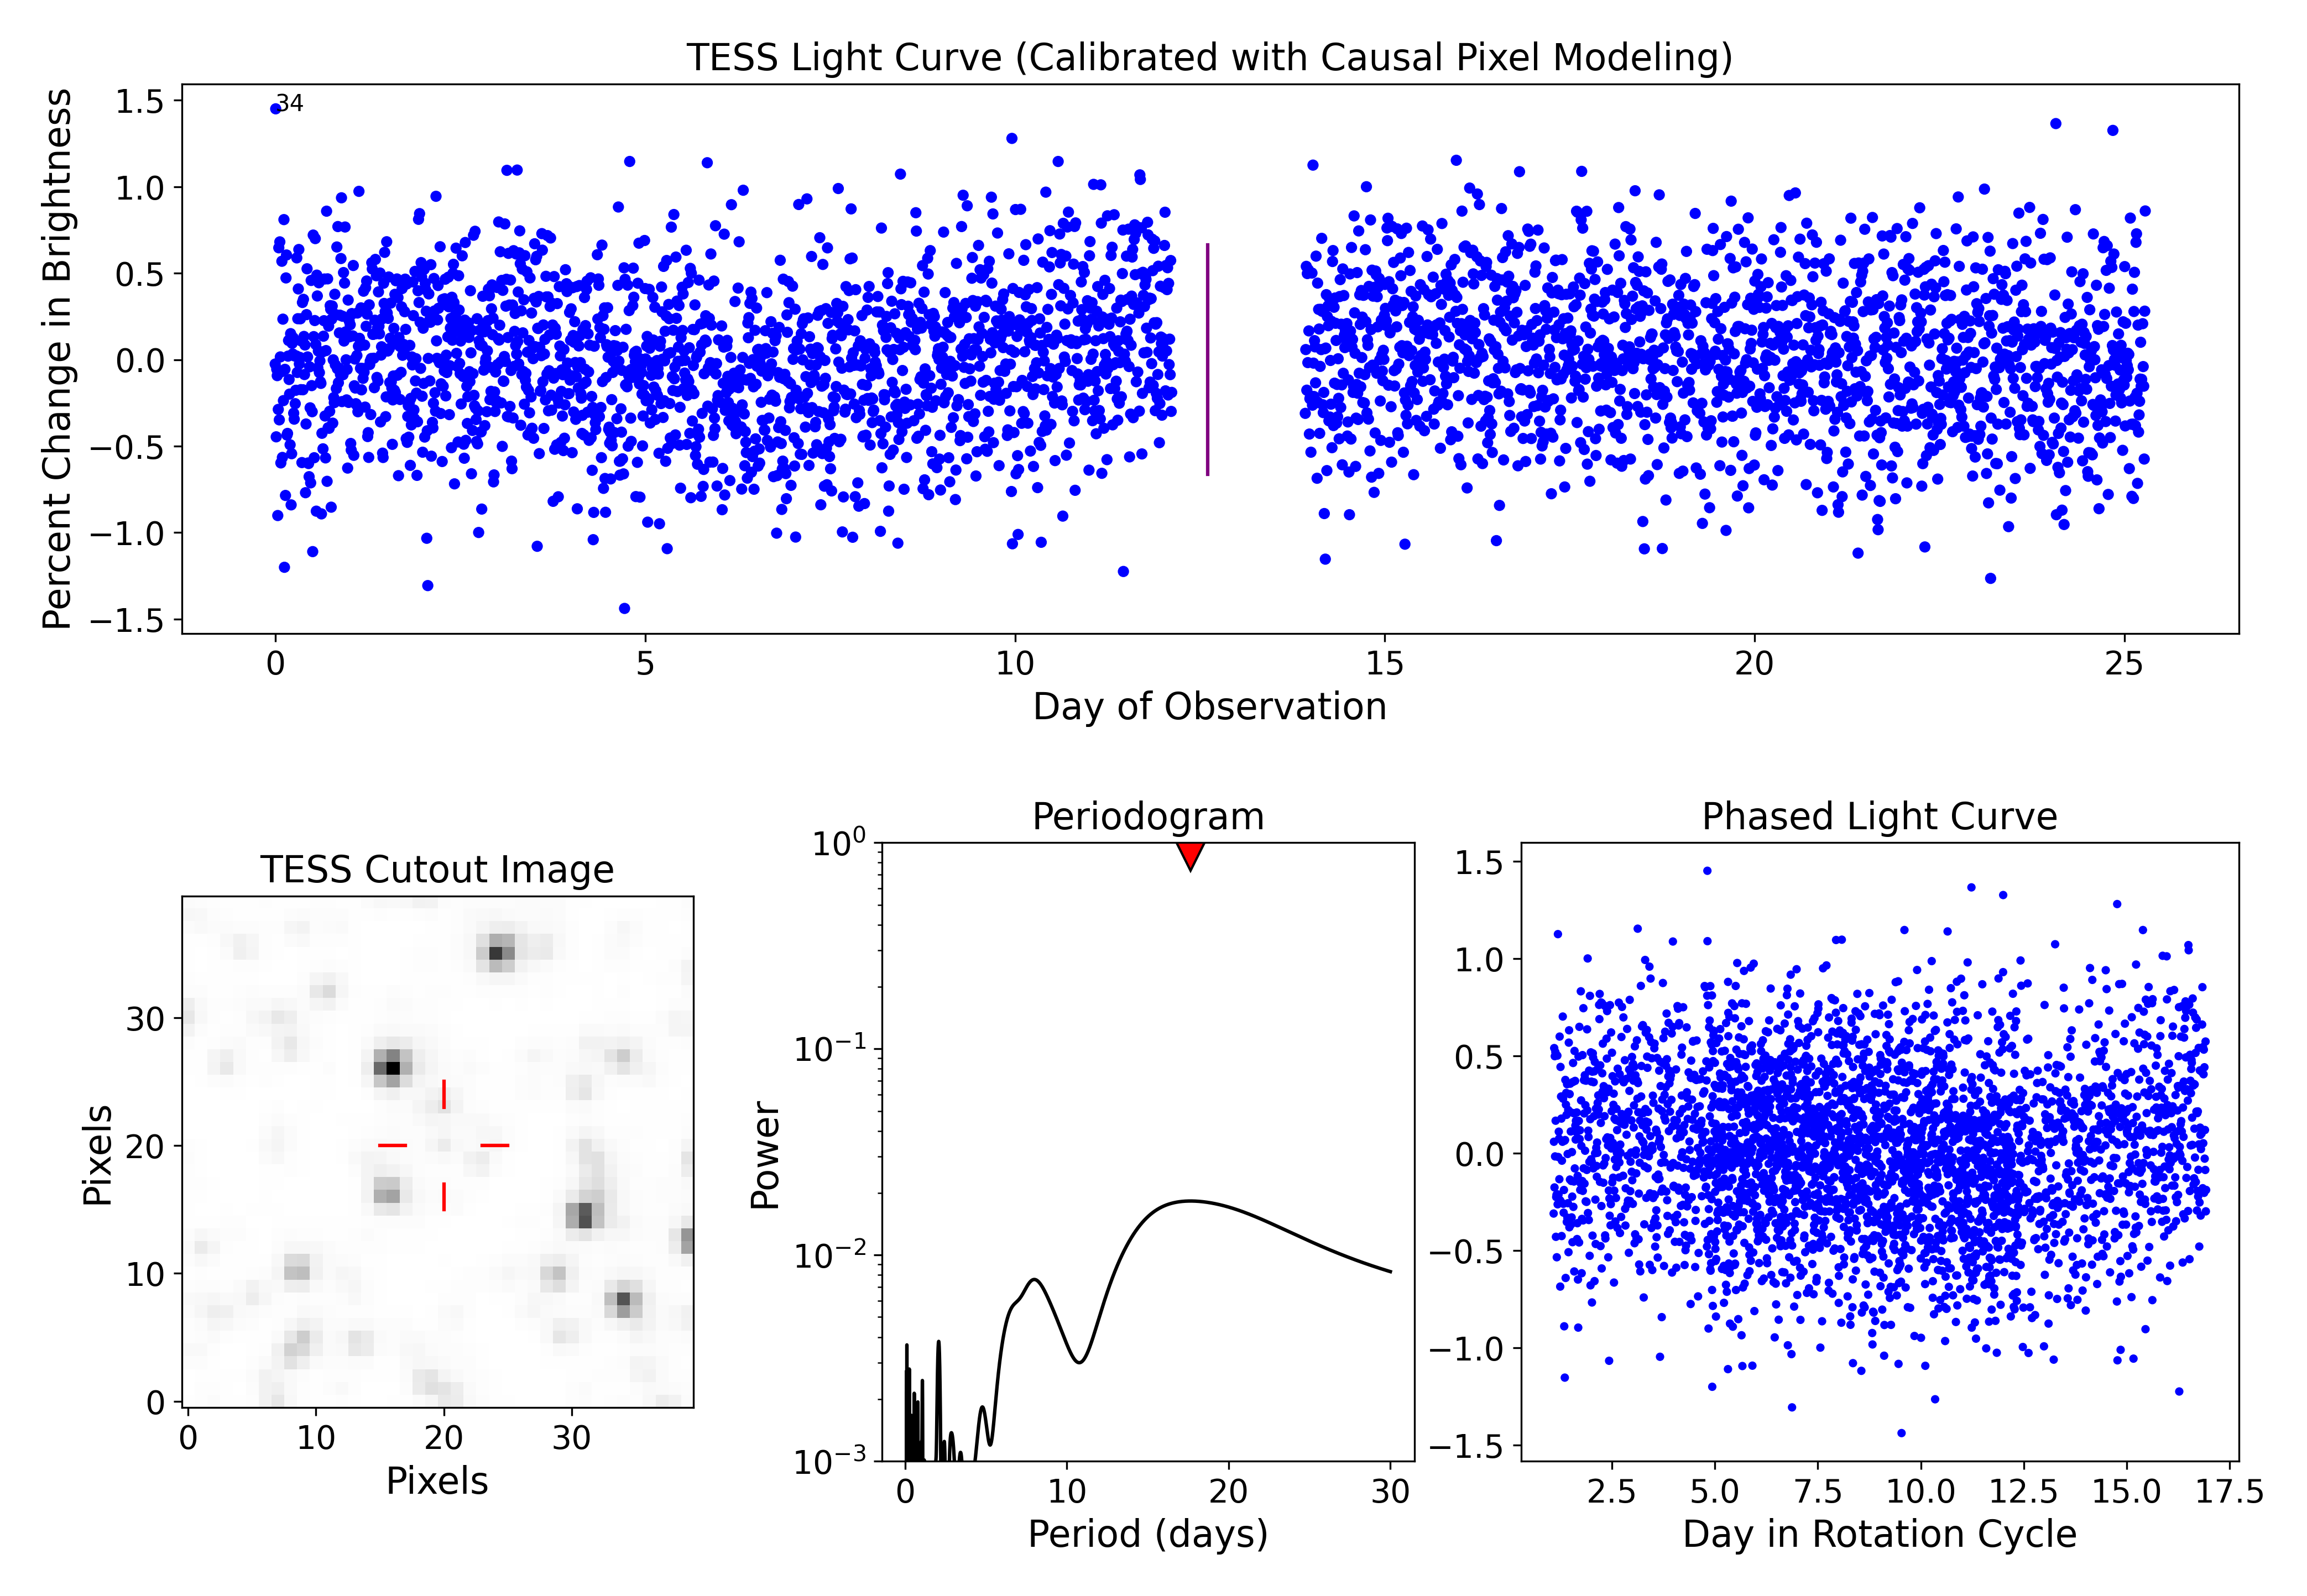 TESS Light Curve (Calibrated with Causal Pixel Modeling)
Percent Change in Brightness
1.5
1.0
0.5
0.0
−0.5
−1.0
−1.5
34
0 5 10 15 20 25
Day of Observation
TESS Cutout Image
Pixels
30
20
10
0
0 10 20 30
Pixels
Periodogram
Power
10⁰
10⁻¹
10⁻²
10⁻³
0 10 20 30
Period (days)
Phased Light Curve
1.5
1.0
0.5
0.0
−0.5
−1.0
−1.5
2.5 5.0 7.5 10.0 12.5 15.0 17.5
Day in Rotation Cycle